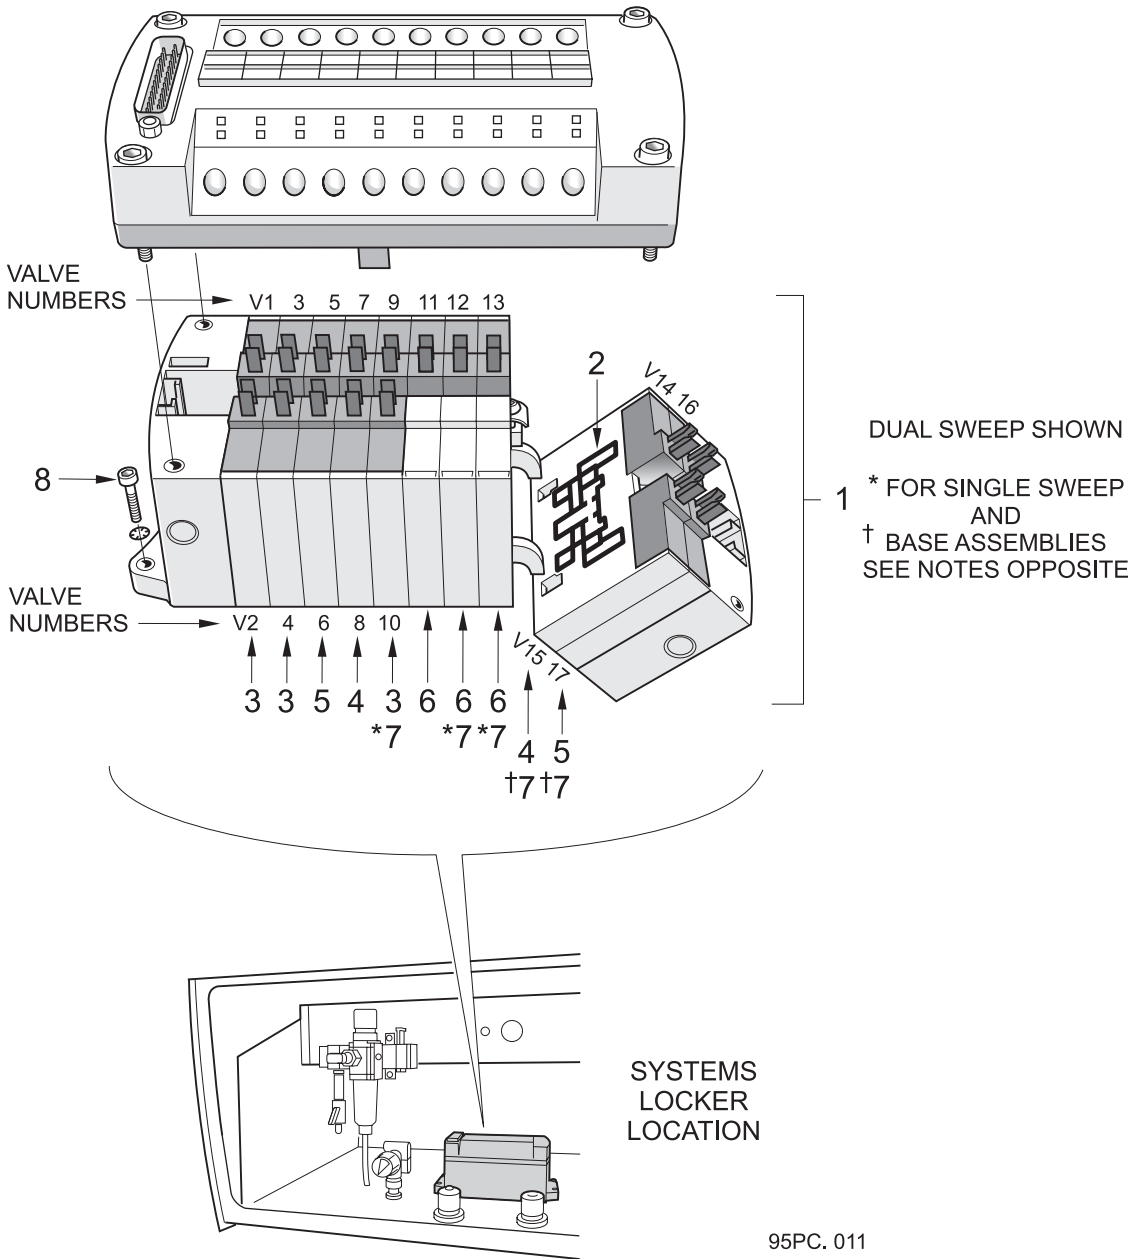 VALVE
NUMBERS
V1 3 5 7 9 11 12 13
2
V14 16
DUAL SWEEP SHOWN
8
1
* FOR SINGLE SWEEP
AND
† BASE ASSEMBLIES
SEE NOTES OPPOSITE
VALVE
NUMBERS
V2 4 6 8 10
V15 17
3 3 5 4 3 6 6 6
*7 *7 *7
4 5
†7 †7
SYSTEMS
LOCKER
LOCATION
95PC. 011